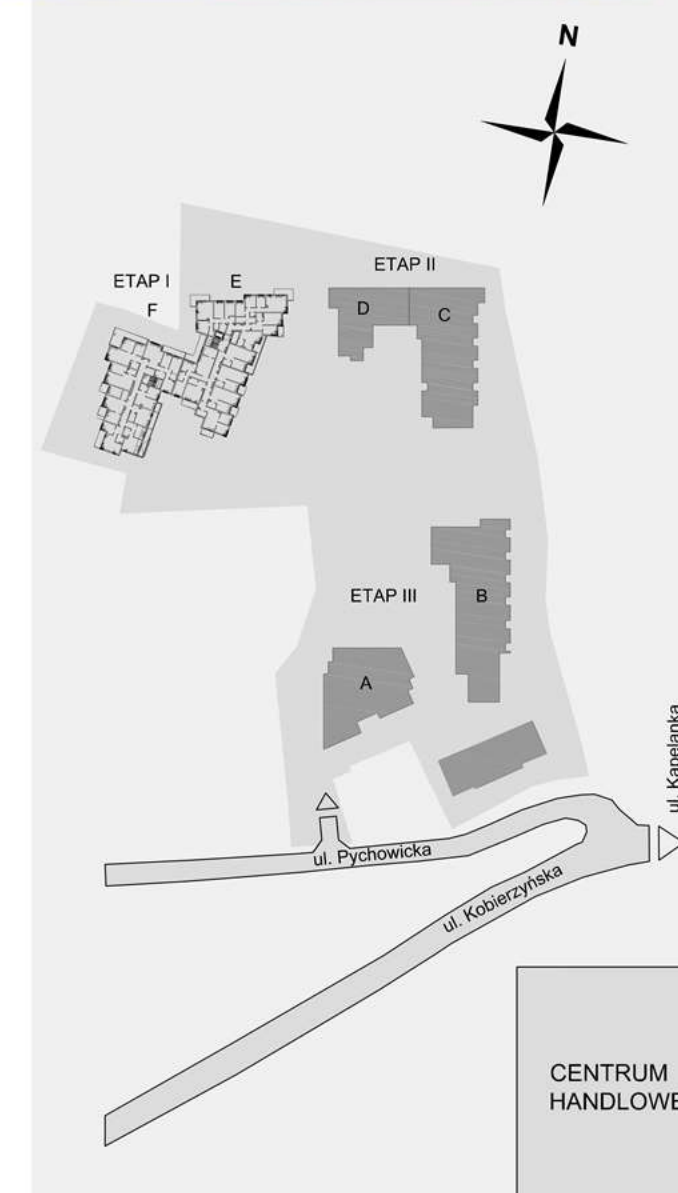 N
ETAP II
ETAP I
E
F
D
C
ETAP III
B
A
ul. Kapelanka
ul. Pychowicka
ul. Kobierzyńska
CENTRUM
HANDLOWE